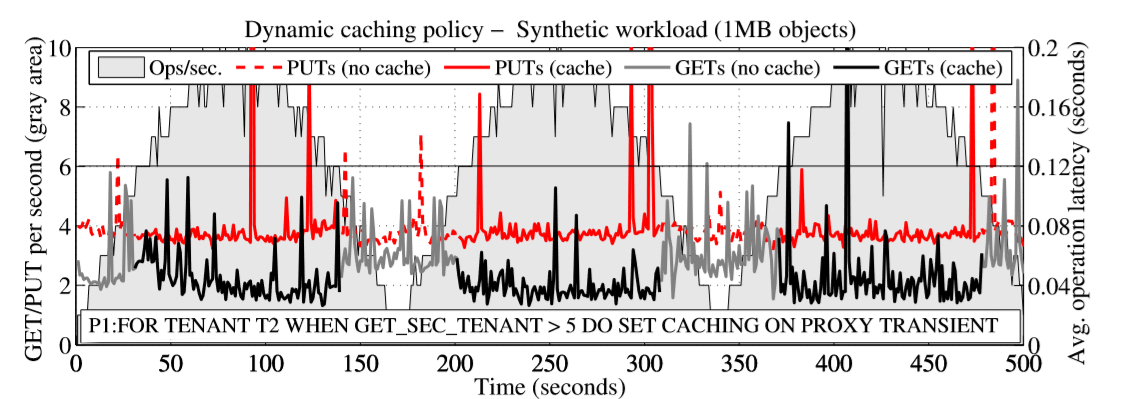 Dynamic caching policy – Synthetic workload (1MB objects)
GET/PUT per second (gray area)
10
8
6
4
2
0
Ops/sec. PUTs (no cache) PUTs (cache) GETs (no cache) GETs (cache)
P1:FOR TENANT T2 WHEN GET_SEC_TENANT > 5 DO SET CACHING ON PROXY TRANSIENT
0.2
0.16
0.12
0.08
0.04
0
Avg. operation latency (seconds)
0 50 100 150 200 250 300 350 400 450 500
Time (seconds)